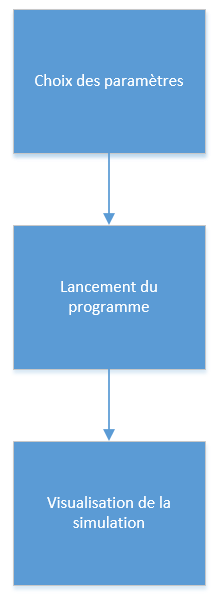 Choix des paramètres
Lancement du
programme
Visualisation de la
simulation